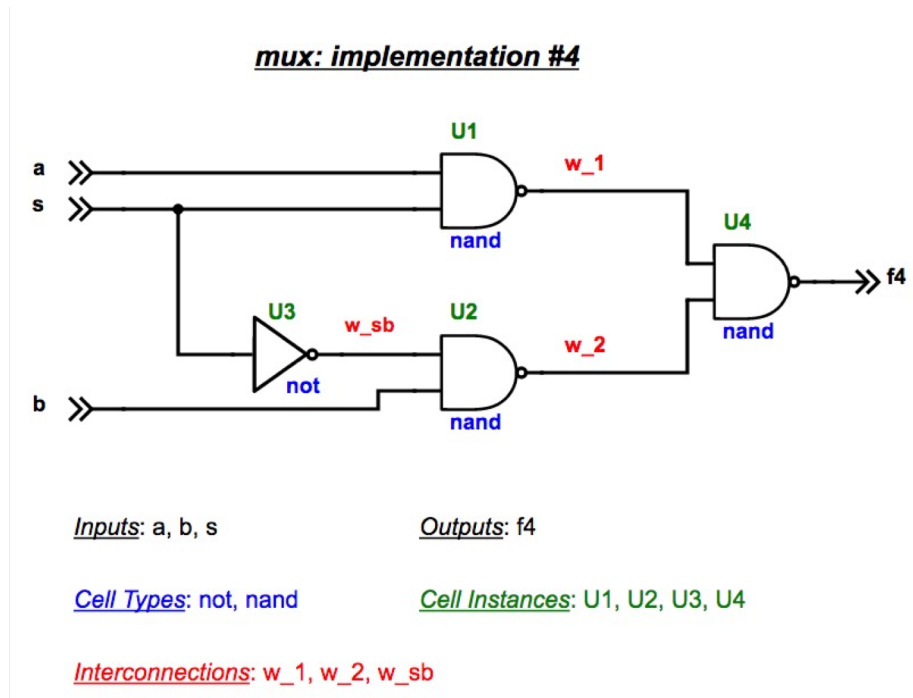 mux: implementation #4
U1
a
w_1
s
U4
nand
f4
U3
w_sb
U2
w_2
nand
not
b
nand
Inputs: a, b, s
Outputs: f4
Cell Types: not, nand
Cell Instances: U1, U2, U3, U4
Interconnections: w_1, w_2, w_sb